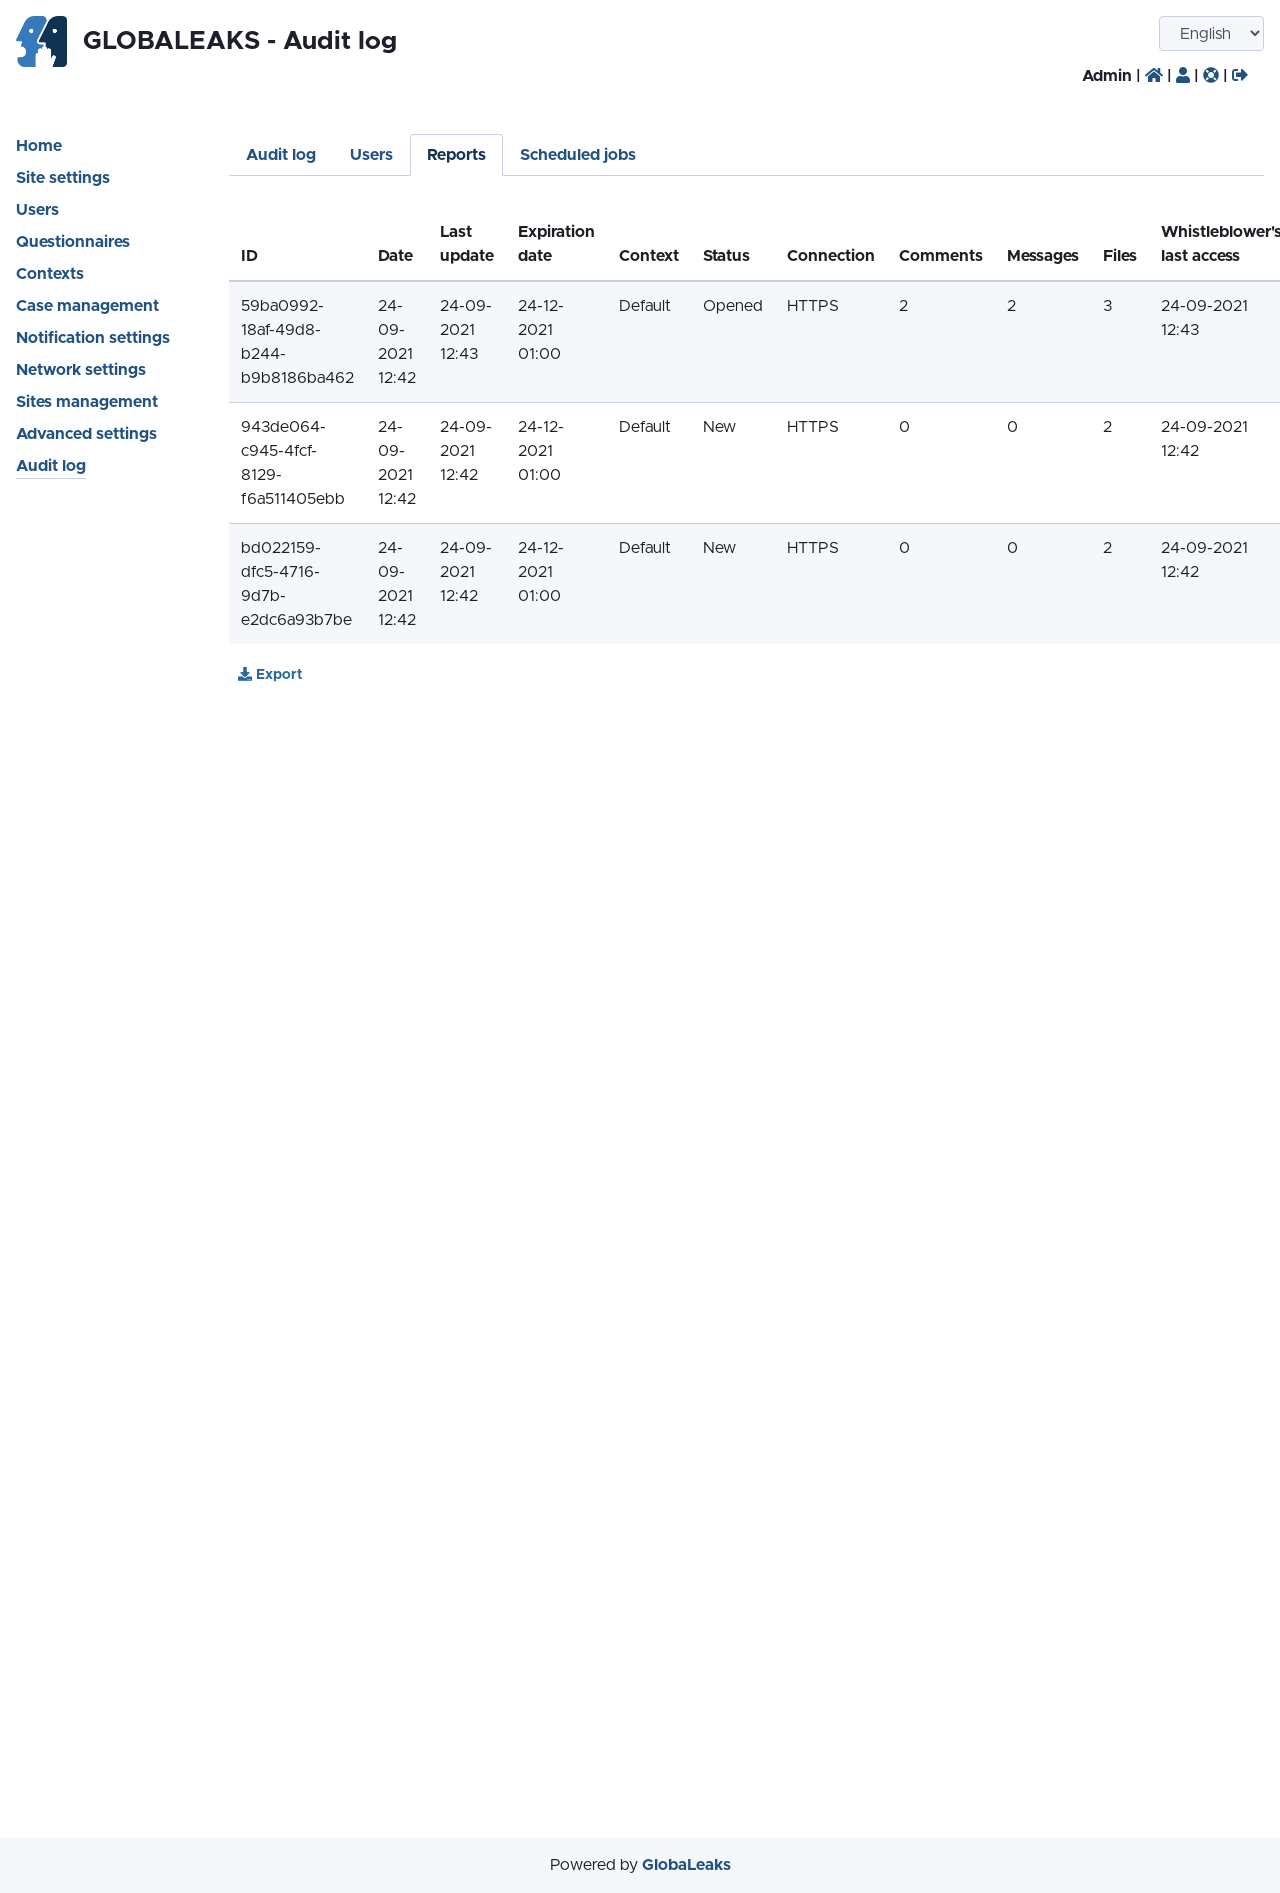 GLOBALEAKS - Audit log
English
Admin | | | |
Home
Site settings
Users
Questionnaires
Contexts
Case management
Notification settings
Network settings
Sites management
Advanced settings
Audit log
Audit log Users Reports Scheduled jobs
ID Date Last update Expiration date Context Status Connection Comments Messages Files Whistleblower's last access
59ba0992-18af-49d8-b244-b9b8186ba462 24-09-2021 12:42 24-09-2021 12:43 24-12-2021 01:00 Default Opened HTTPS 2 2 3 24-09-2021 12:43
943de064-c945-4fcf-8129-f6a511405ebb 24-09-2021 12:42 24-09-2021 12:42 24-12-2021 01:00 Default New HTTPS 0 0 2 24-09-2021 12:42
bd022159-dfc5-4716-9d7b-e2dc6a93b7be 24-09-2021 12:42 24-09-2021 12:42 24-12-2021 01:00 Default New HTTPS 0 0 2 24-09-2021 12:42
Export
Powered by GlobaLeaks